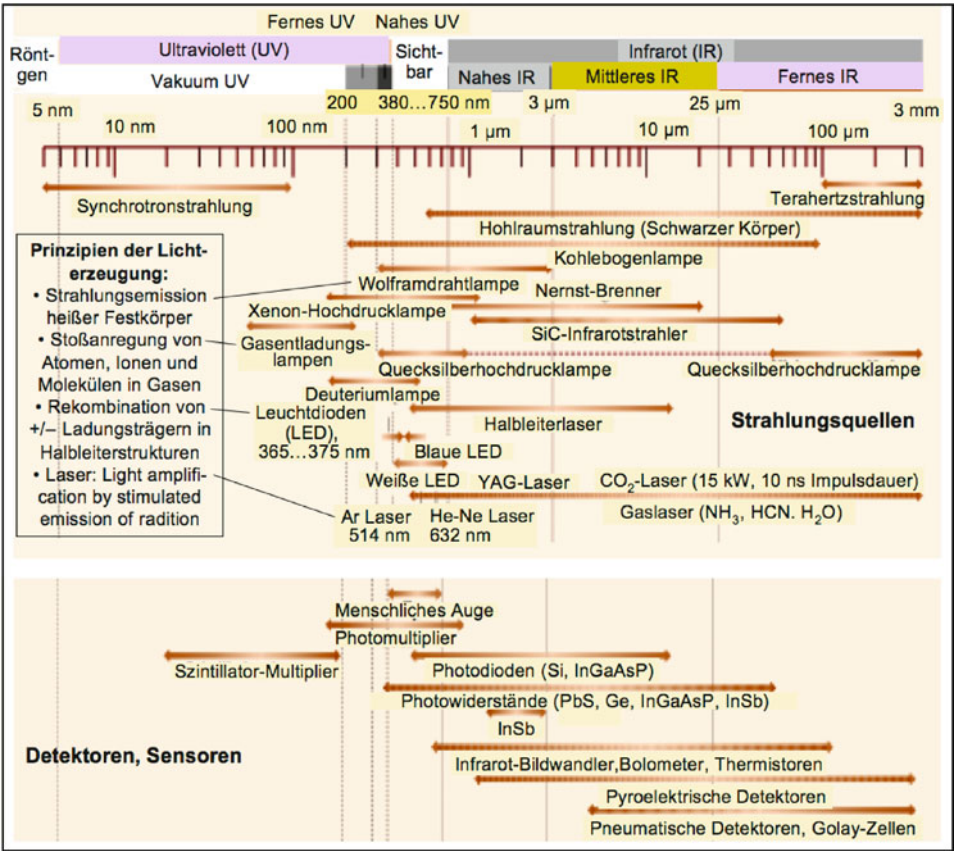 Fernes UV Nahes UV
Rönt-
gen
Ultraviolett (UV)
Sicht-
bar
Infrarot (IR)
Vakuum UV
Nahes IR
Mittleres IR
Fernes IR
5 nm
200
380...750 nm
3 µm
25 µm
3 mm
10 nm
100 nm
1 µm
10 µm
100 µm
Synchrotronstrahlung
Terahertzstrahlung
Hohlraumstrahlung (Schwarzer Körper)
Kohlebogenlampe
Wolframdrahtlampe
Nernst-Brenner
Xenon-Hochdrucklampe
SiC-Infrarotstrahler
Gasentladungs-
lampen
Quecksilberhochdrucklampe
Quecksilberhochdrucklampe
Deuteriumlampe
Leuchtdioden
(LED),
365...375 nm
Halbleiterlaser
Strahlungsquellen
Blaue LED
Weiße LED
YAG-Laser
CO2-Laser (15 kW, 10 ns Impulsdauer)
Ar Laser
514 nm
He-Ne Laser
632 nm
Gaslaser (NH3, HCN. H2O)
Prinzipien der Licht-
erzeugung:
• Strahlungsemission
heißer Festkörper
• Stoßanregung von
Atomen, Ionen und
Molekülen in Gasen
• Rekombination von
+/– Ladungsträgern in
Halbleiterstrukturen
• Laser: Light amplifi-
cation by stimulated
emission of radition
Menschliches Auge
Photomultiplier
Szintillator-Multiplier
Photodioden (Si, InGaAsP)
Photowiderstände (PbS, Ge, InGaAsP, InSb)
InSb
Detektoren, Sensoren
Infrarot-Bildwandler,Bolometer, Thermistoren
Pyroelektrische Detektoren
Pneumatische Detektoren, Golay-Zellen